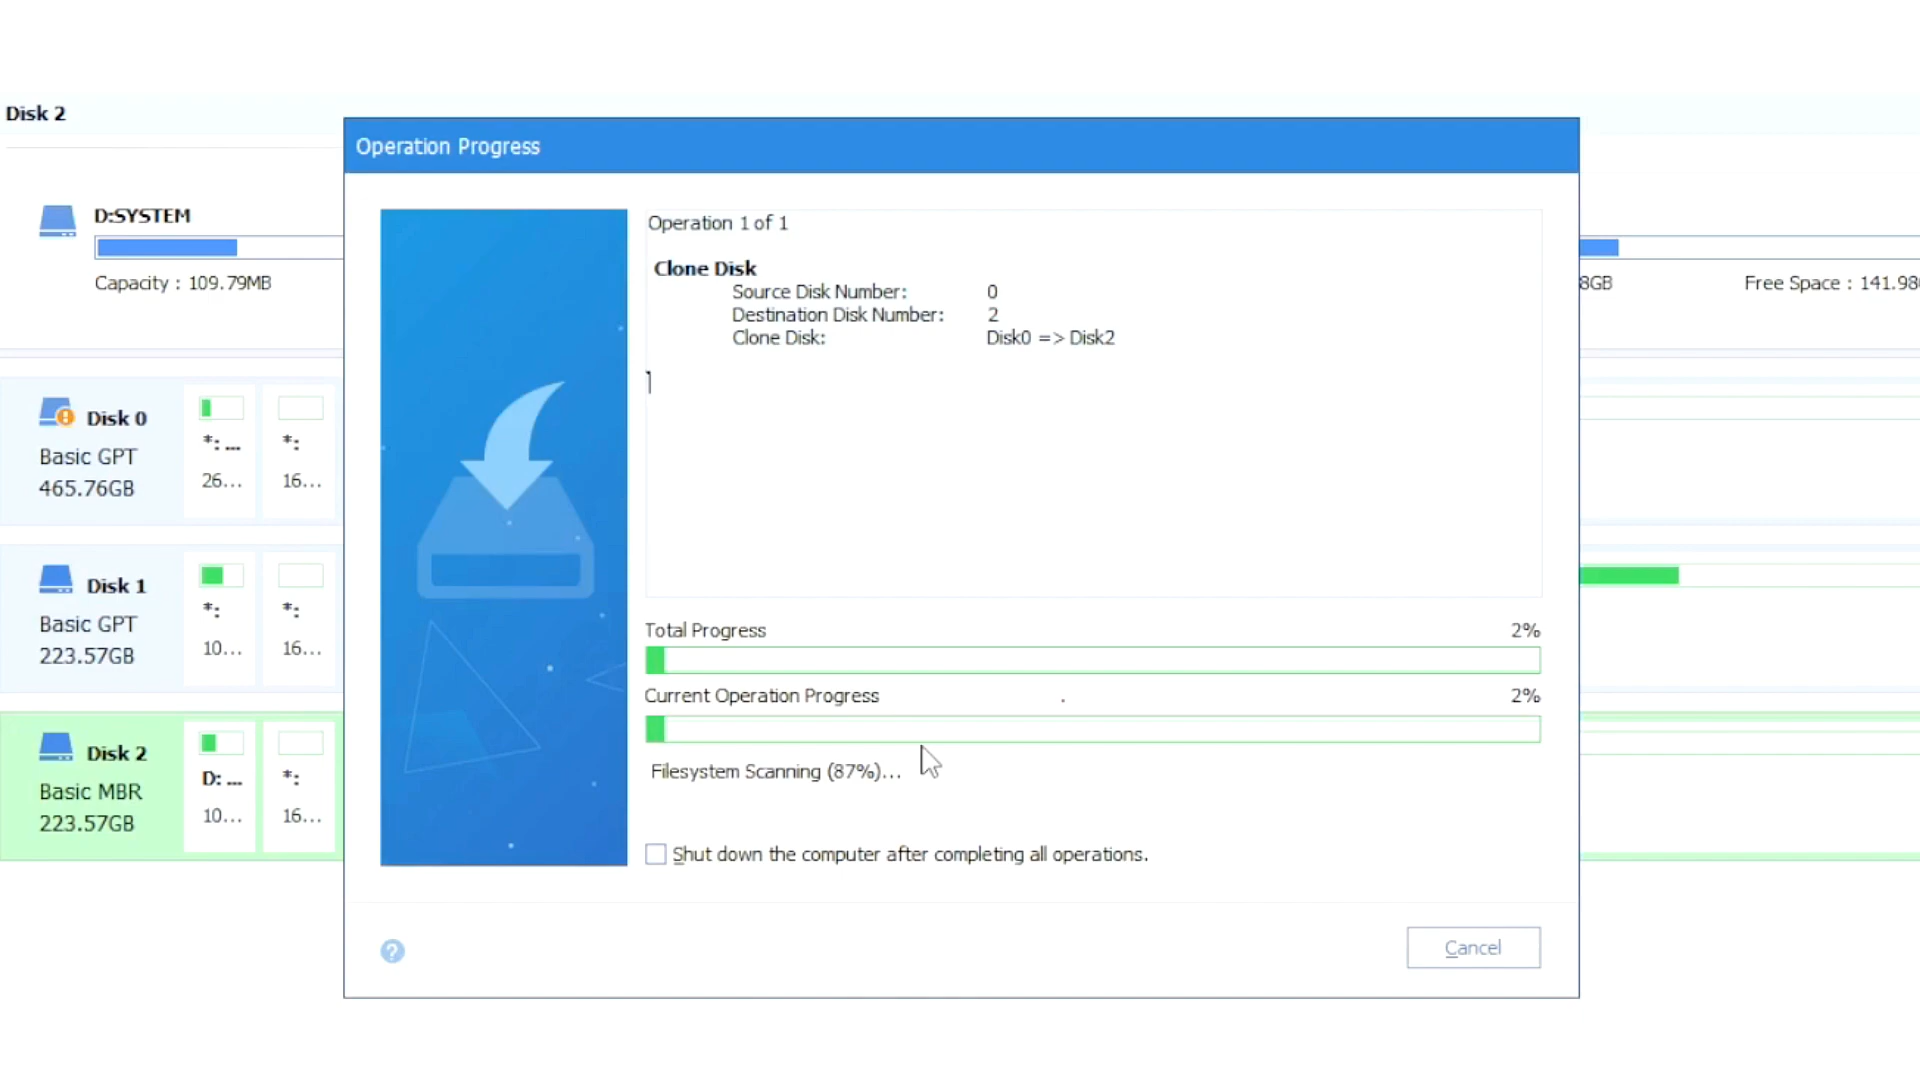 Disk 2
Operation Progress
D:SYSTEM
Capacity : 109.79MB
8GB
Free Space : 141.98
Operation 1 of 1
Clone Disk
Source Disk Number: 0
Destination Disk Number: 2
Clone Disk: Disk0 => Disk2
Disk 0
Basic GPT
465.76GB
*: ...
26...
*:
16...
Disk 1
Basic GPT
223.57GB
*:
10...
*:
16...
Disk 2
Basic MBR
223.57GB
D: ...
10...
*:
16...
Total Progress 2%
Current Operation Progress 2%
Filesystem Scanning (87%)...
Shut down the computer after completing all operations.
?
Cancel